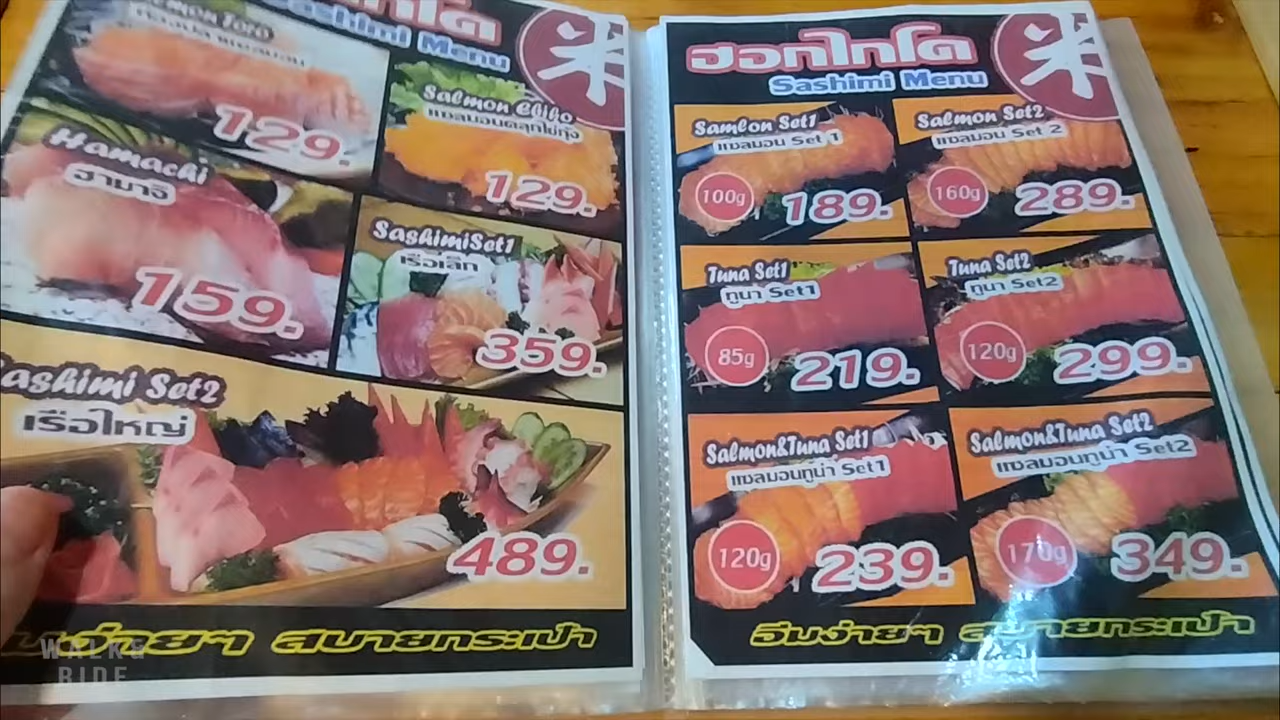 Sashimi Menu
129.
Salmon Chibo
แซลมอนคลุกไข่กุ้ง
129.
Hamachi
ฮามาจิ
159.
SashimiSet1
เรือเล็ก
359.
Sashimi Set2
เรือใหญ่
489.
สบายกระเป๋า
ฮอกไกโด
Sashimi Menu
米
Samlon Set1
แซลมอน Set 1
100g
189.
Salmon Set2
แซลมอน Set 2
160g
289.
Tuna Set1
ทูน่า Set1
85g
219.
Tuna Set2
ทูน่า Set2
120g
299.
Salmon&Tuna Set1
แซลมอนทูน่า Set1
120g
239.
Salmon&Tuna Set2
แซลมอนทูน่า Set2
170g
349.
อิ่มง่ายๆ สบายกระเป๋า
WALK&
RIDE